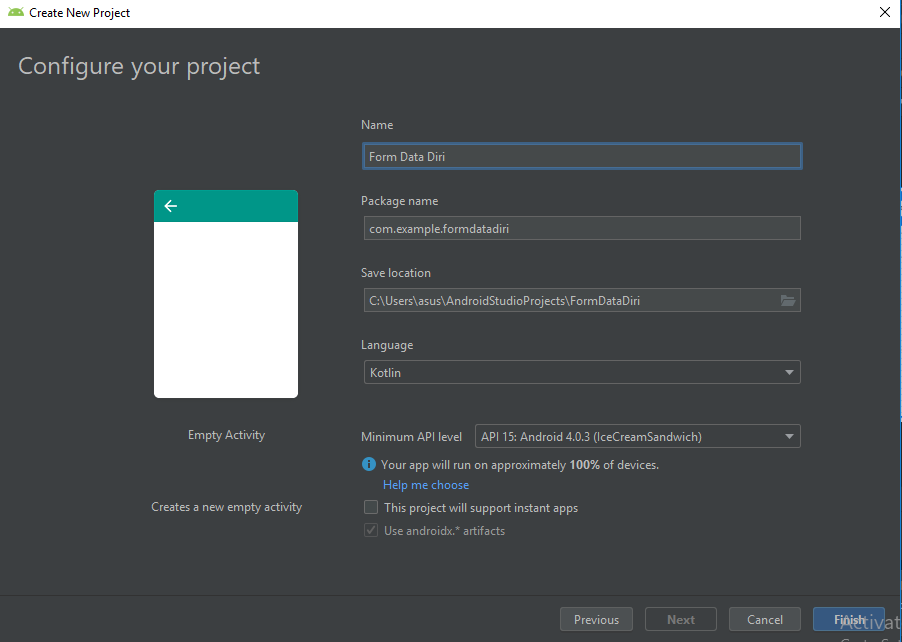 Create New Project
Configure your project
Name
Form Data Diri
Package name
com.example.formdatadiri
Save location
C:\Users\asus\AndroidStudioProjects\FormDataDiri
Language
Kotlin
Empty Activity
Minimum API level API 15: Android 4.0.3 (IceCreamSandwich)
Your app will run on approximately 100% of devices.
Help me choose
Creates a new empty activity
This project will support instant apps
Use androidx.* artifacts
Previous Next Cancel Finish
Activat